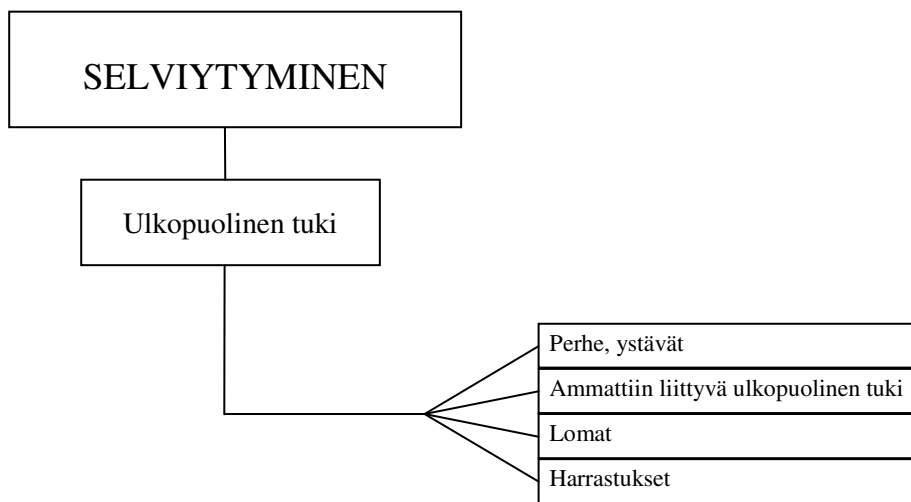 SELVIYTYMINEN
Ulkopuolinen tuki
Perhe, ystävät
Ammattiin liittyvä ulkopuolinen tuki
Lomat
Harrastukset